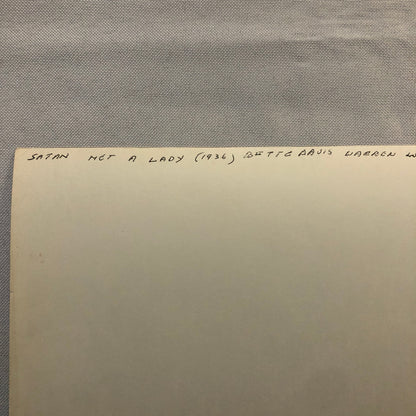 SATAN MET A LADY (1936) BETTE DAVIS WARREN W